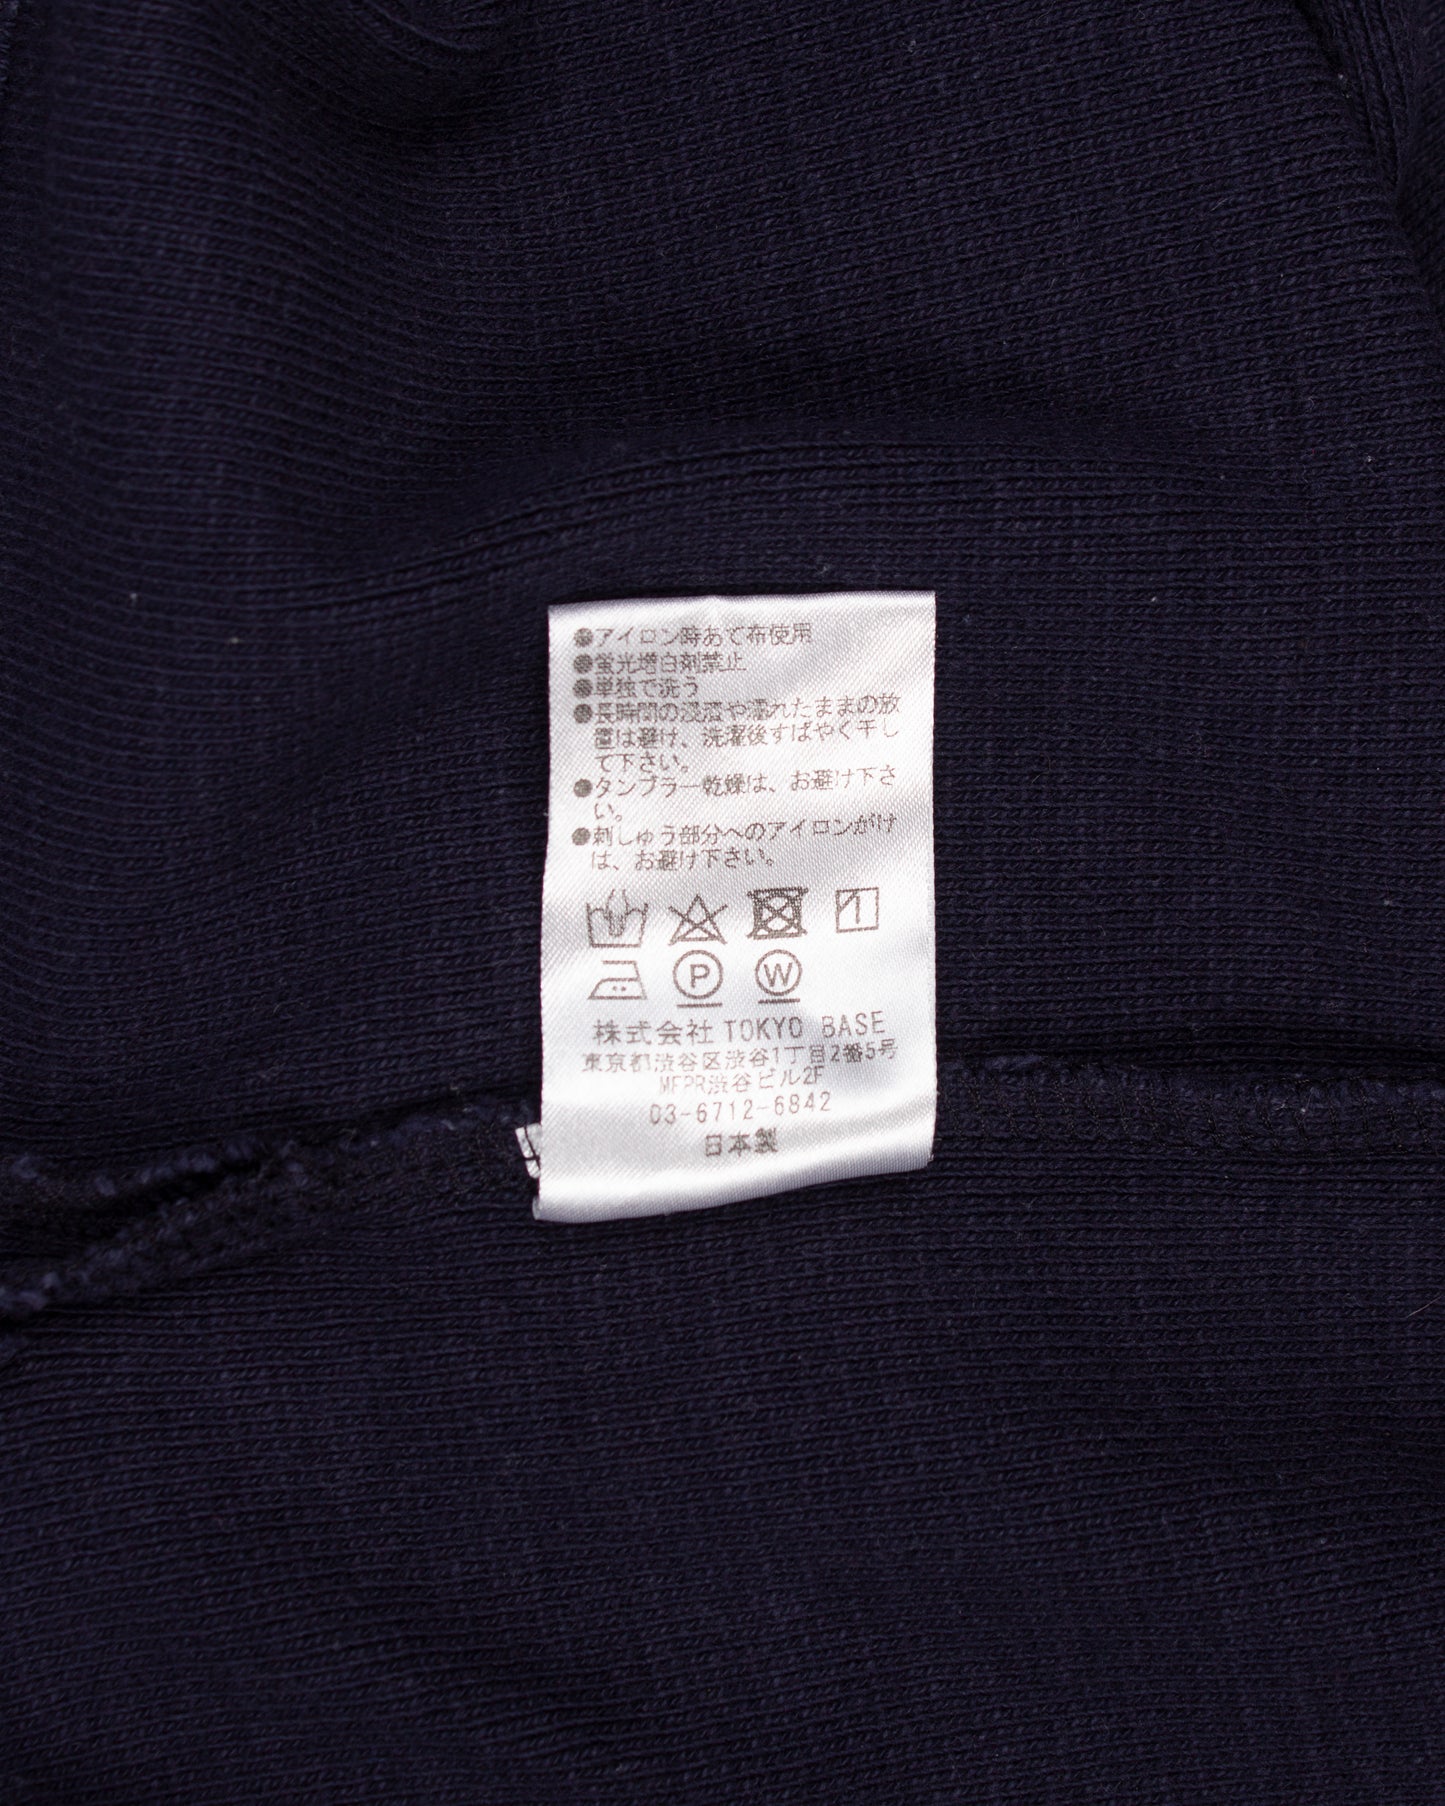 ●アイロン時あて布使用
●蛍光増白剤禁止
●単独で洗う
●長時間の浸漬や濡れたままの放
置は避け、洗濯後すばやく干し
て下さい。
●タンブラー乾燥は、お避け下さ
い。
●刺しゅう部分へのアイロンがけ
は、お避け下さい。
P
W
株式会社 TOKYO BASE
東京都渋谷区渋谷1丁目2番5号
MFPR渋谷ビル2F
03-6712-6842
日本製